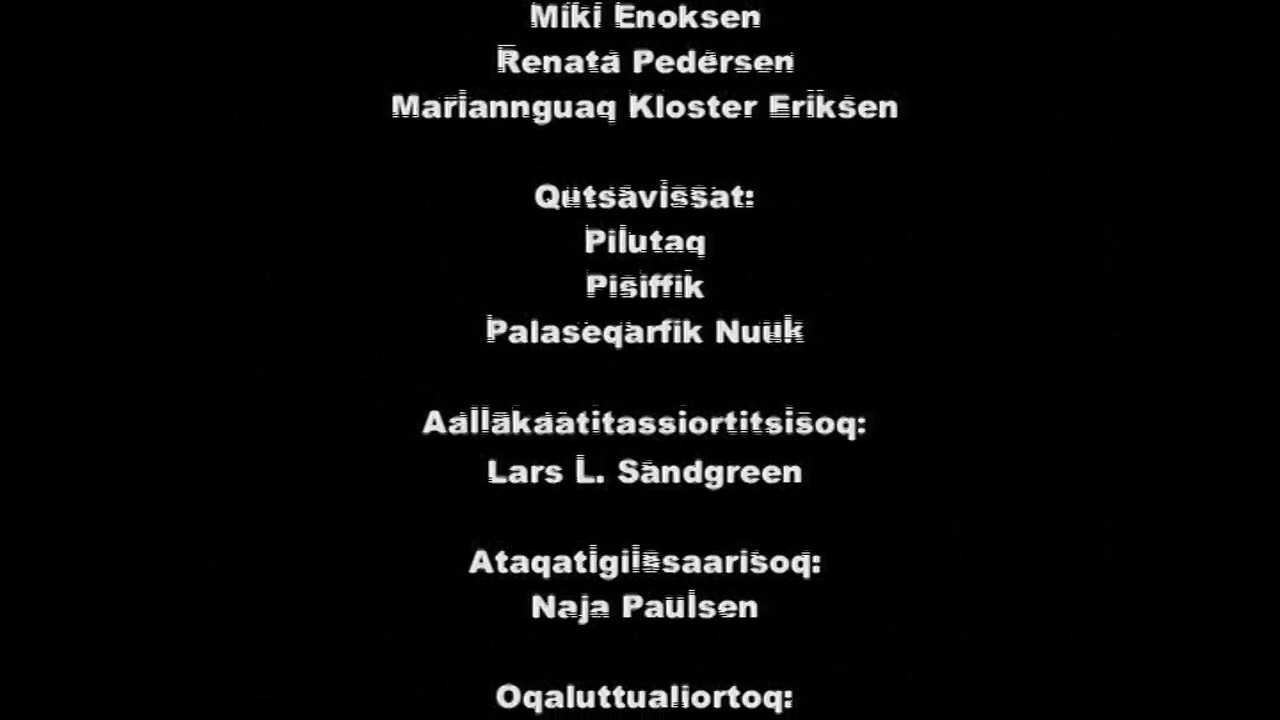 Miki Enoksen
Renata Pedersen
Mariannguaq Kloster Eriksen
Qutsavissat:
Pilutaq
Pisiffik
Palaseqarfik Nuuk
Aallakaatitassiortitsisoq:
Lars L. Sandgreen
Ataqatigiissaarisoq:
Naja Paulsen
Oqaluttualiortoq: